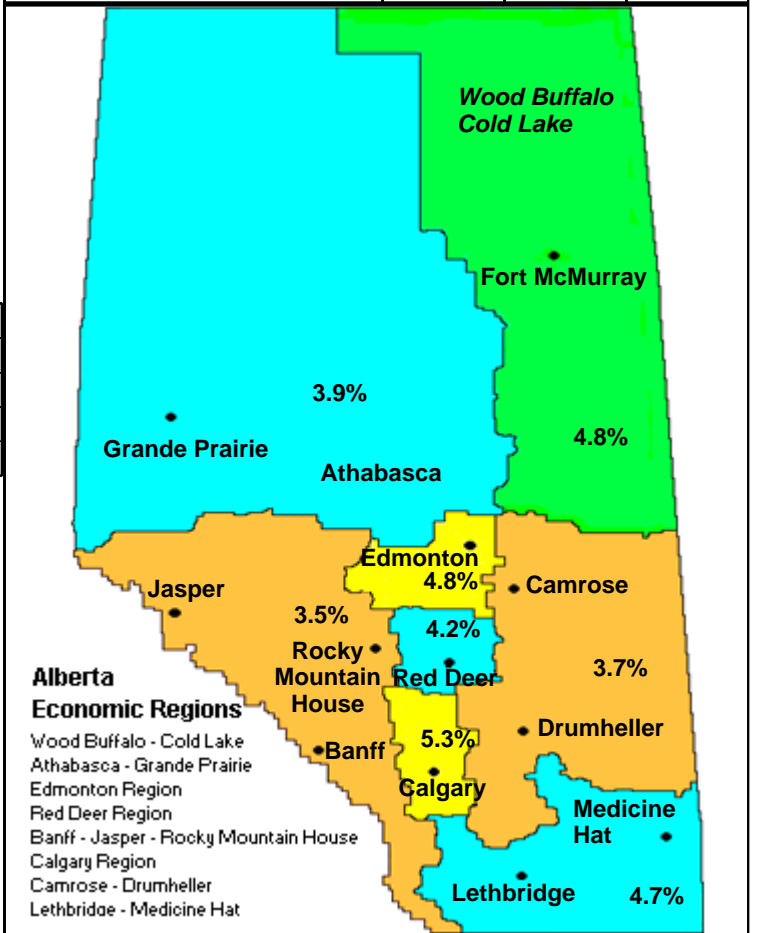 Wood Buffalo
Cold Lake
Fort McMurray
3.9%
4.8%
Grande Prairie
Athabasca
Edmonton
4.8%
Camrose
Jasper
3.5%
4.2%
Rocky
Mountain
House
Red Deer
3.7%
Alberta
Economic Regions
Wood Buffalo - Cold Lake
Athabasca - Grande Prairie
Edmonton Region
Red Deer Region
Banff - Jasper - Rocky Mountain House
Calgary Region
Camrose - Drumheller
Lethbridge - Medicine Hat
Banff
5.3%
Calgary
Drumheller
Medicine
Hat
Lethbridge
4.7%